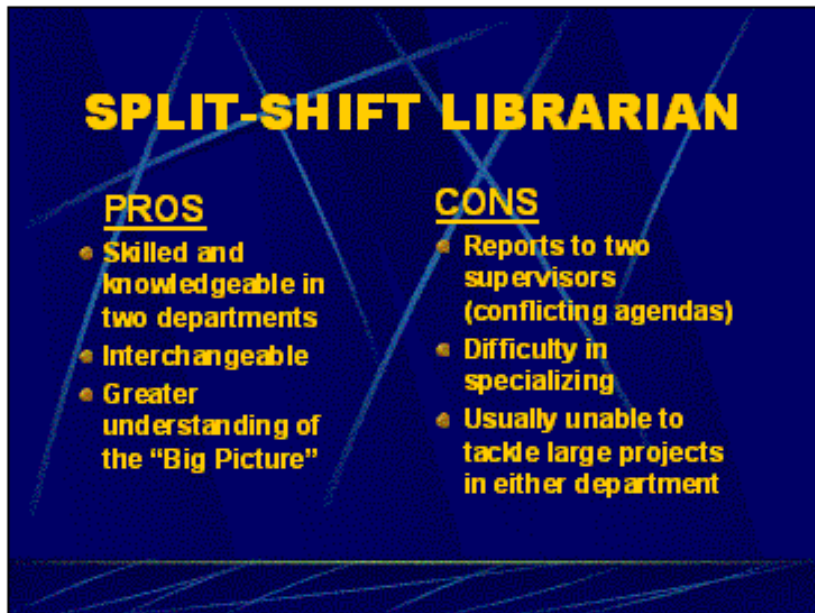 SPLIT-SHIFT LIBRARIAN
PROS
Skilled and
knowledgeable in
two departments
Interchangeable
Greater
understanding of
the “Big Picture”
CONS
Reports to two
supervisors
(conflicting agendas)
Difficulty in
specializing
Usually unable to
tackle large projects
in either department